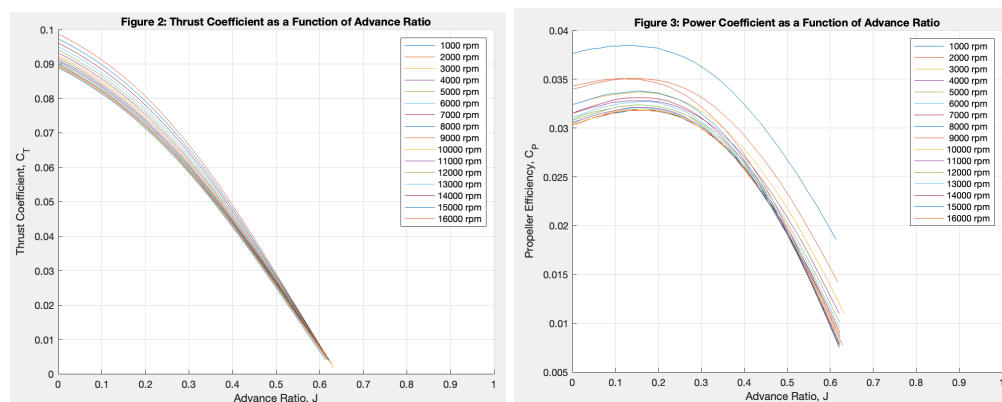 Figure 2: Thrust Coefficient as a Function of Advance Ratio
0.1
0.09
0.08
0.07
0.06
0.05
0.04
0.03
0.02
0.01
0
Thrust Coefficient, C_T
0 0.1 0.2 0.3 0.4 0.5 0.6 0.7 0.8 0.9 1
Advance Ratio, J
1000 rpm
2000 rpm
3000 rpm
4000 rpm
5000 rpm
6000 rpm
7000 rpm
8000 rpm
9000 rpm
10000 rpm
11000 rpm
12000 rpm
13000 rpm
14000 rpm
15000 rpm
16000 rpm
Figure 3: Power Coefficient as a Function of Advance Ratio
0.04
0.035
0.03
0.025
0.02
0.015
0.01
0.005
Propeller Efficiency, C_P
0 0.1 0.2 0.3 0.4 0.5 0.6 0.7 0.8 0.9 1
Advance Ratio, J
1000 rpm
2000 rpm
3000 rpm
4000 rpm
5000 rpm
6000 rpm
7000 rpm
8000 rpm
9000 rpm
10000 rpm
11000 rpm
12000 rpm
13000 rpm
14000 rpm
15000 rpm
16000 rpm